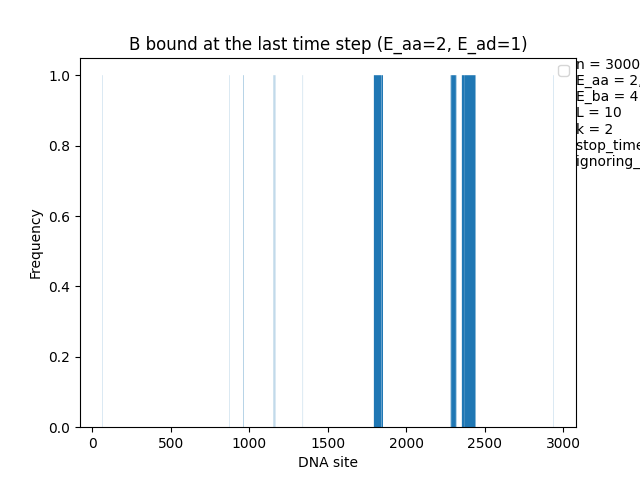 B bound at the last time step (E_aa=2, E_ad=1)
n = 3000
E_aa = 2,
E_ba = 4
L = 10
k = 2
stop_time
ignoring_
1.0
0.8
0.6
0.4
0.2
0.0
Frequency
0
500
1000
1500
2000
2500
3000
DNA site